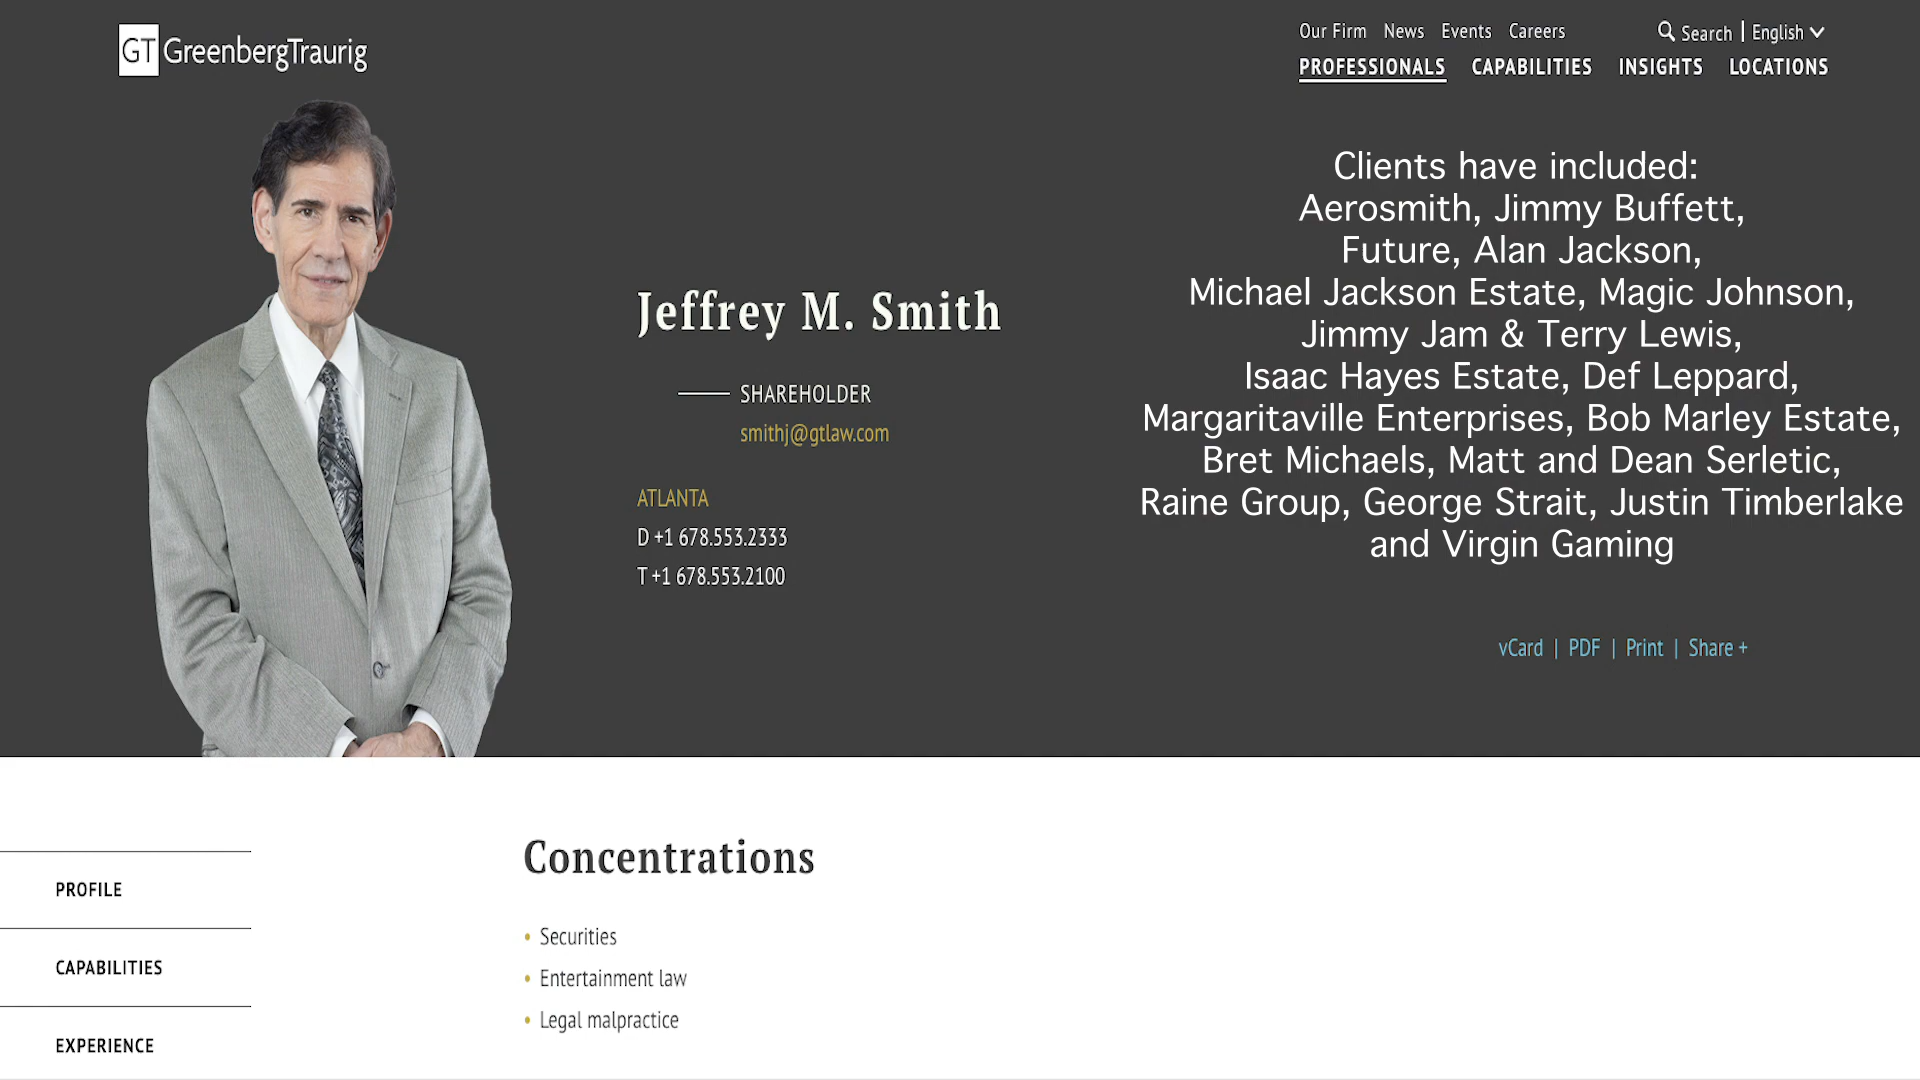 GT GreenbergTraurig
Our Firm News Events Careers Search | English
PROFESSIONALS CAPABILITIES INSIGHTS LOCATIONS
Clients have included:
Aerosmith, Jimmy Buffett,
Future, Alan Jackson,
Michael Jackson Estate, Magic Johnson,
Jimmy Jam & Terry Lewis,
Isaac Hayes Estate, Def Leppard,
Margaritaville Enterprises, Bob Marley Estate,
Bret Michaels, Matt and Dean Serletic,
Raine Group, George Strait, Justin Timberlake
and Virgin Gaming
Jeffrey M. Smith
SHAREHOLDER
smithj@gtlaw.com
ATLANTA
D +1 678.553.2333
T +1 678.553.2100
vCard | PDF | Print | Share +
PROFILE
CAPABILITIES
EXPERIENCE
Concentrations
• Securities
• Entertainment law
• Legal malpractice